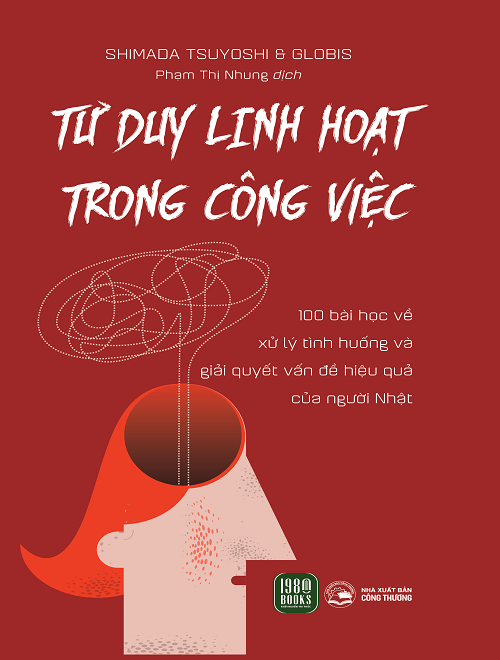 SHIMADA TSUYOSHI & GLOBIS
Phạm Thị Nhung dịch
TƯ DUY LINH HOẠT
TRONG CÔNG VIỆC
100 bài học về
xử lý tình huống và
giải quyết vấn đề hiệu quả
của người Nhật
1980
BOOKS
NHÀ XUẤT BẢN
CÔNG THƯƠNG